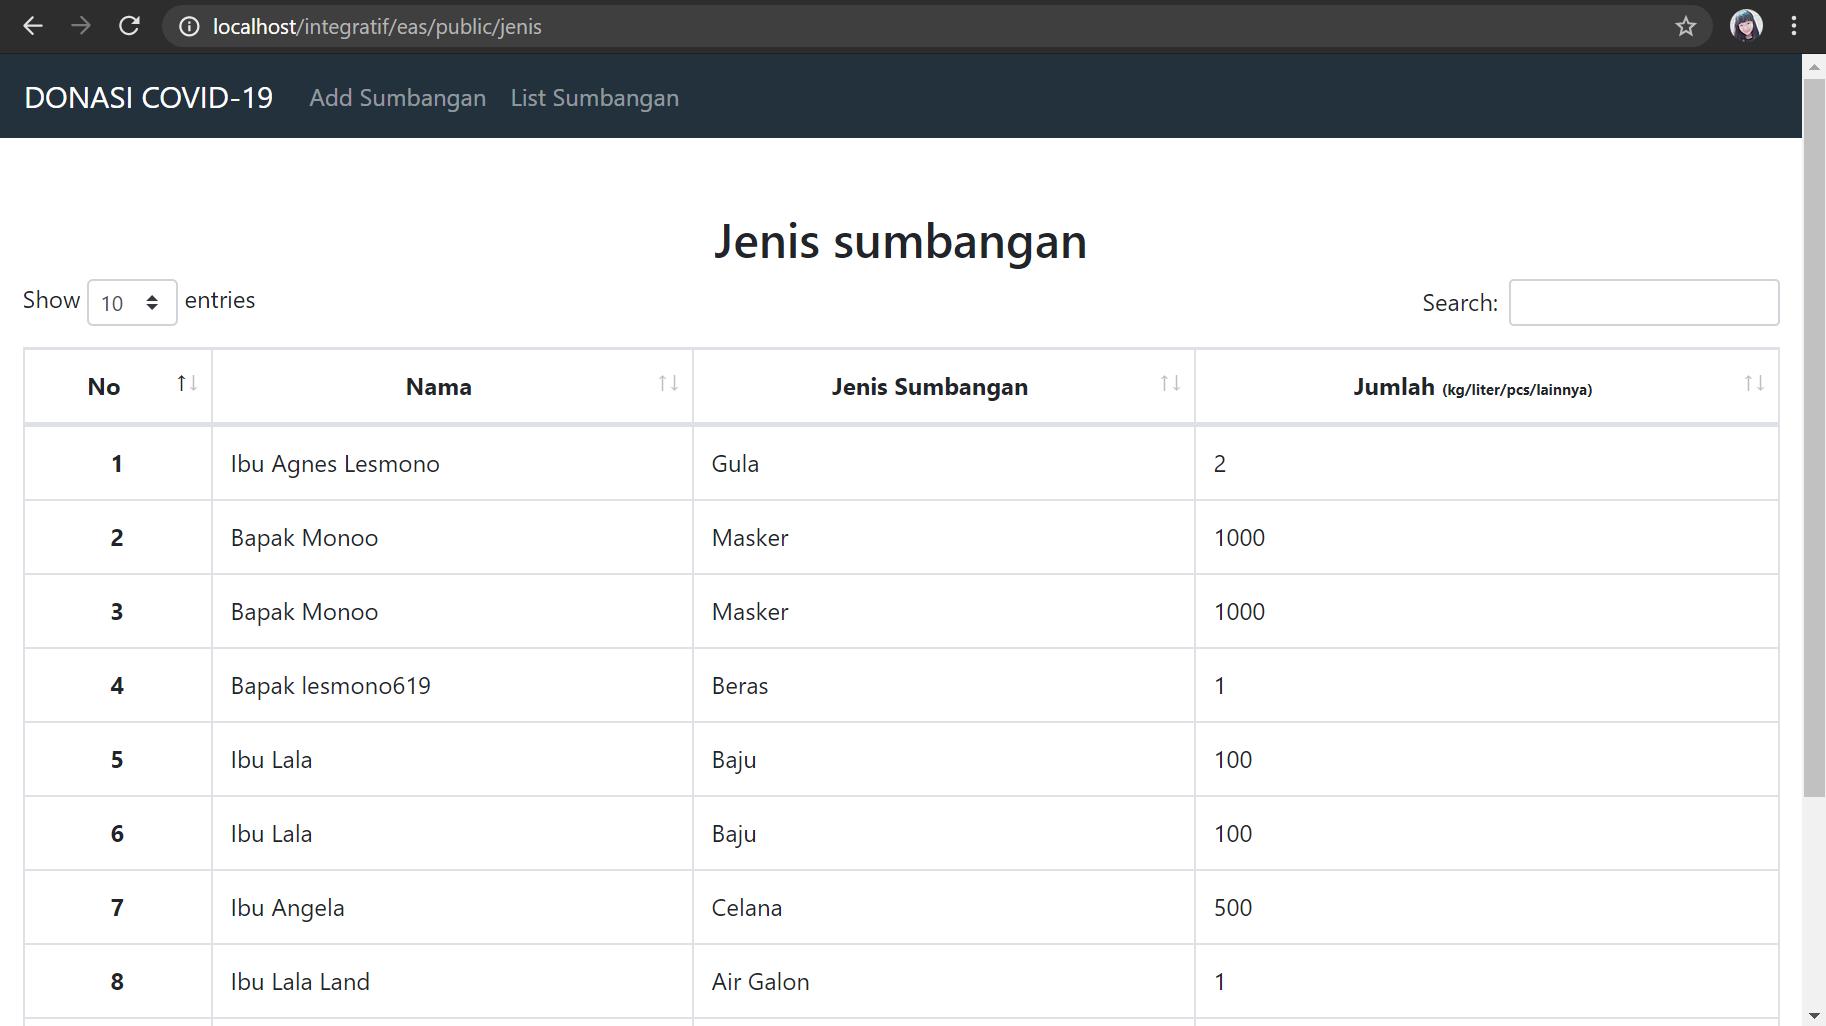 localhost/integratif/eas/public/jenis
DONASI COVID-19 Add Sumbangan List Sumbangan
Jenis sumbangan
Show 10 entries Search:
No Nama Jenis Sumbangan Jumlah (kg/liter/pcs/lainnya)
1 Ibu Agnes Lesmono Gula 2
2 Bapak Monoo Masker 1000
3 Bapak Monoo Masker 1000
4 Bapak lesmono619 Beras 1
5 Ibu Lala Baju 100
6 Ibu Lala Baju 100
7 Ibu Angela Celana 500
8 Ibu Lala Land Air Galon 1